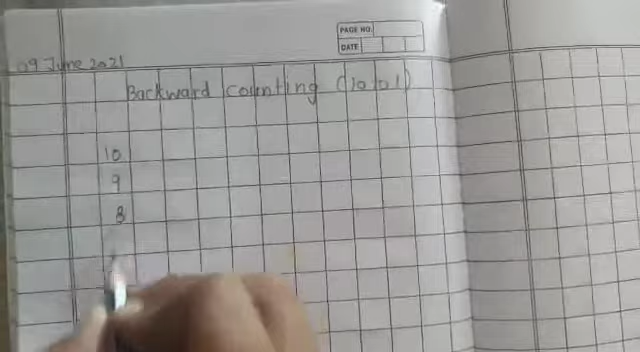 PAGE NO.
DATE
09 June 2021
Backward Counting (10 to 1)
10
9
8